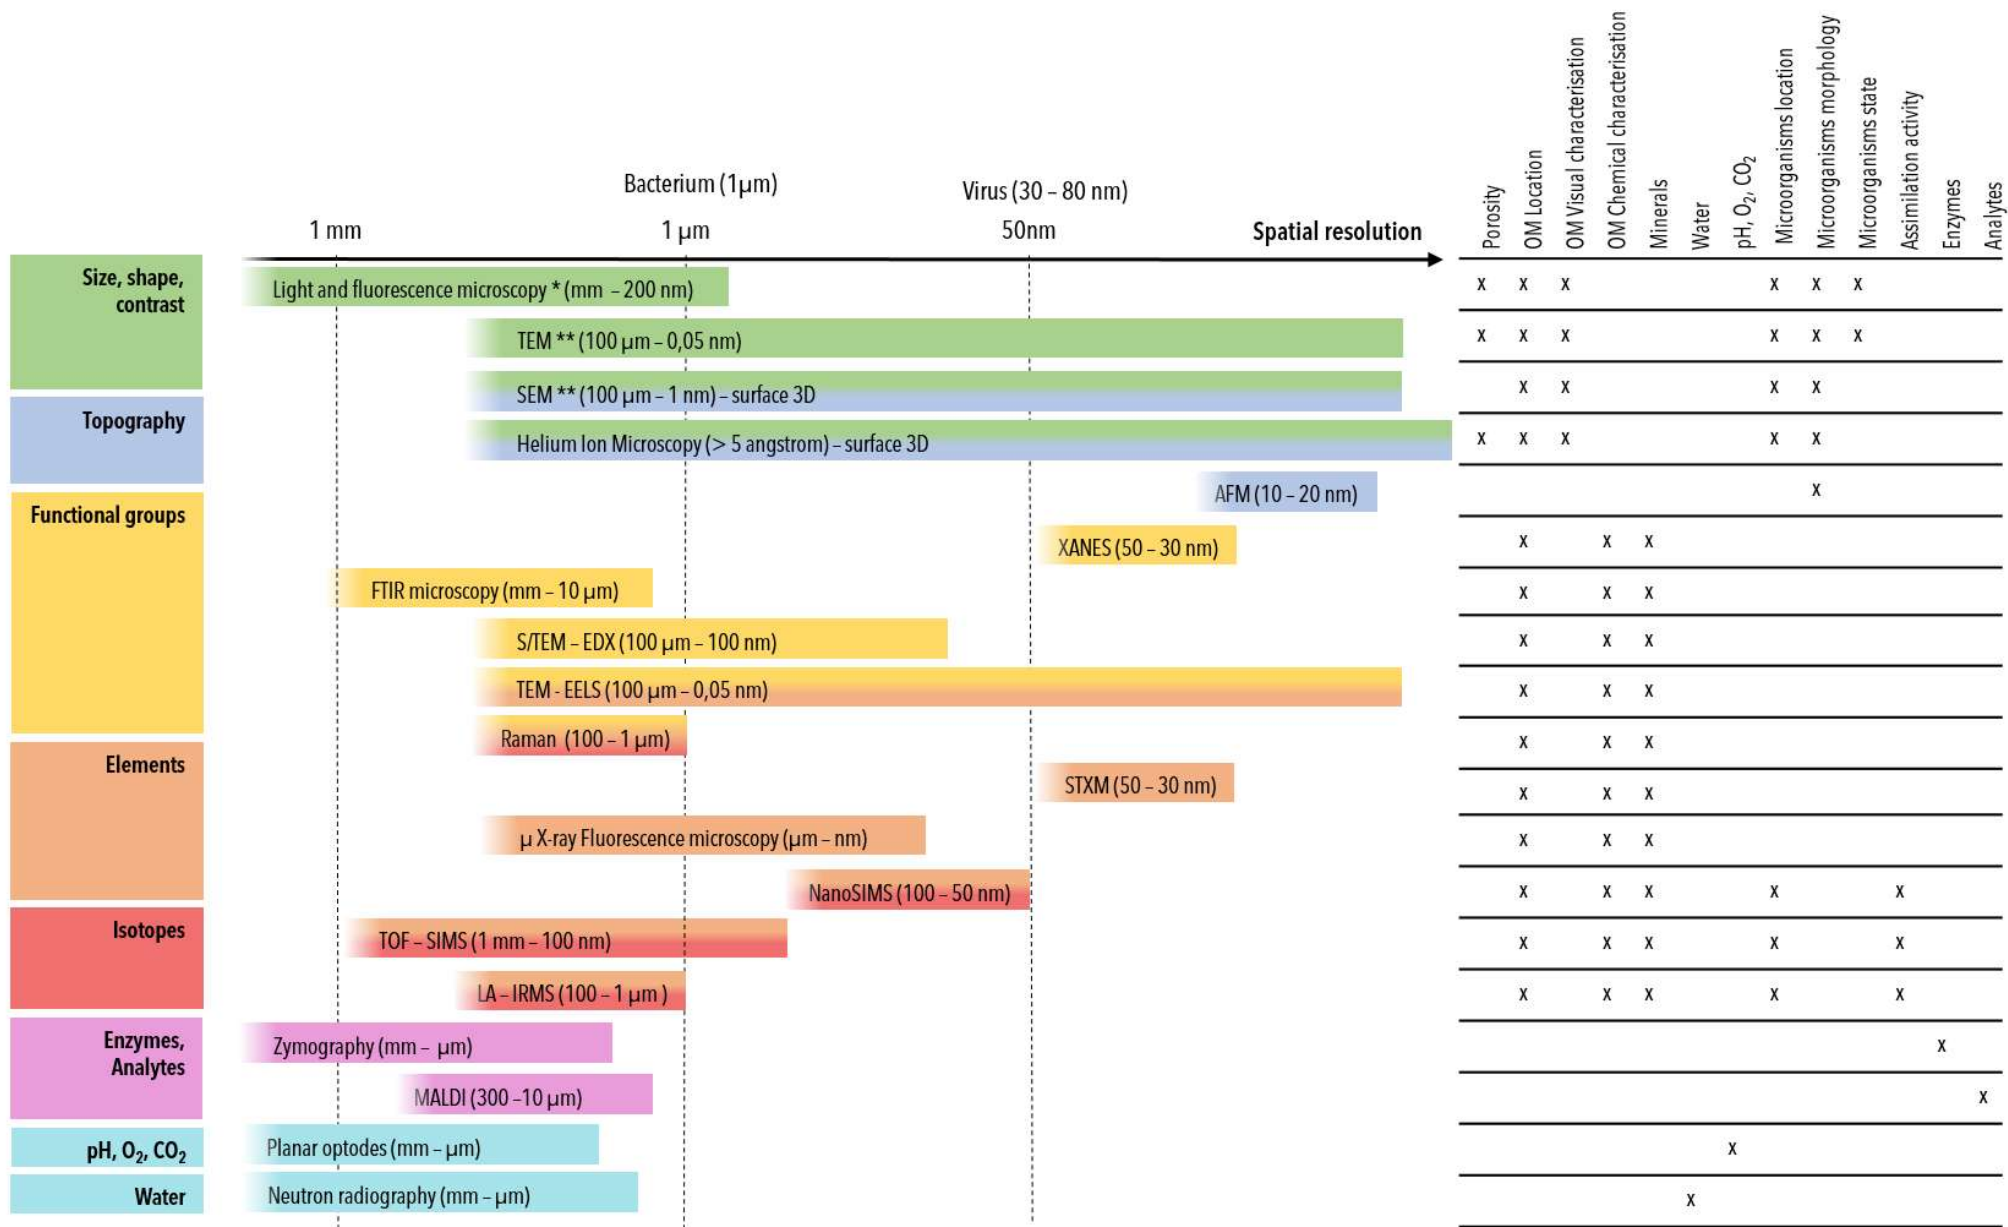 Porosity
OM Location
OM Visual characterisation
OM Chemical characterisation
Minerals
Water
pH, O₂, CO₂
Microorganisms location
Microorganisms morphology
Microorganisms state
Assimilation activity
Enzymes
Analytes
Bacterium (1µm)
Virus (30 – 80 nm)
1 mm
1 µm
50nm
Spatial resolution
Size, shape,
contrast
Light and fluorescence microscopy * (mm – 200 nm)
x x x x x x
TEM ** (100 µm – 0,05 nm)
x x x x x x
SEM ** (100 µm – 1 nm) – surface 3D
x x x x
Topography
Helium Ion Microscopy (> 5 angstrom) – surface 3D
x x x x x
AFM (10 – 20 nm)
x
Functional groups
XANES (50 – 30 nm)
x x x
FTIR microscopy (mm – 10 µm)
x x x
S/TEM – EDX (100 µm – 100 nm)
x x x
TEM - EELS (100 µm – 0,05 nm)
x x x
Raman (100 – 1 µm)
x x x
Elements
STXM (50 – 30 nm)
x x x
µ X-ray Fluorescence microscopy (µm – nm)
x x x
NanoSIMS (100 – 50 nm)
x x x x x
Isotopes
TOF – SIMS (1 mm – 100 nm)
x x x x x
LA – IRMS (100 – 1 µm )
x x x x x
Enzymes,
Analytes
Zymography (mm – µm)
x
MALDI (300 –10 µm)
x
pH, O₂, CO₂
Planar optodes (mm – µm)
x
Water
Neutron radiography (mm – µm)
x